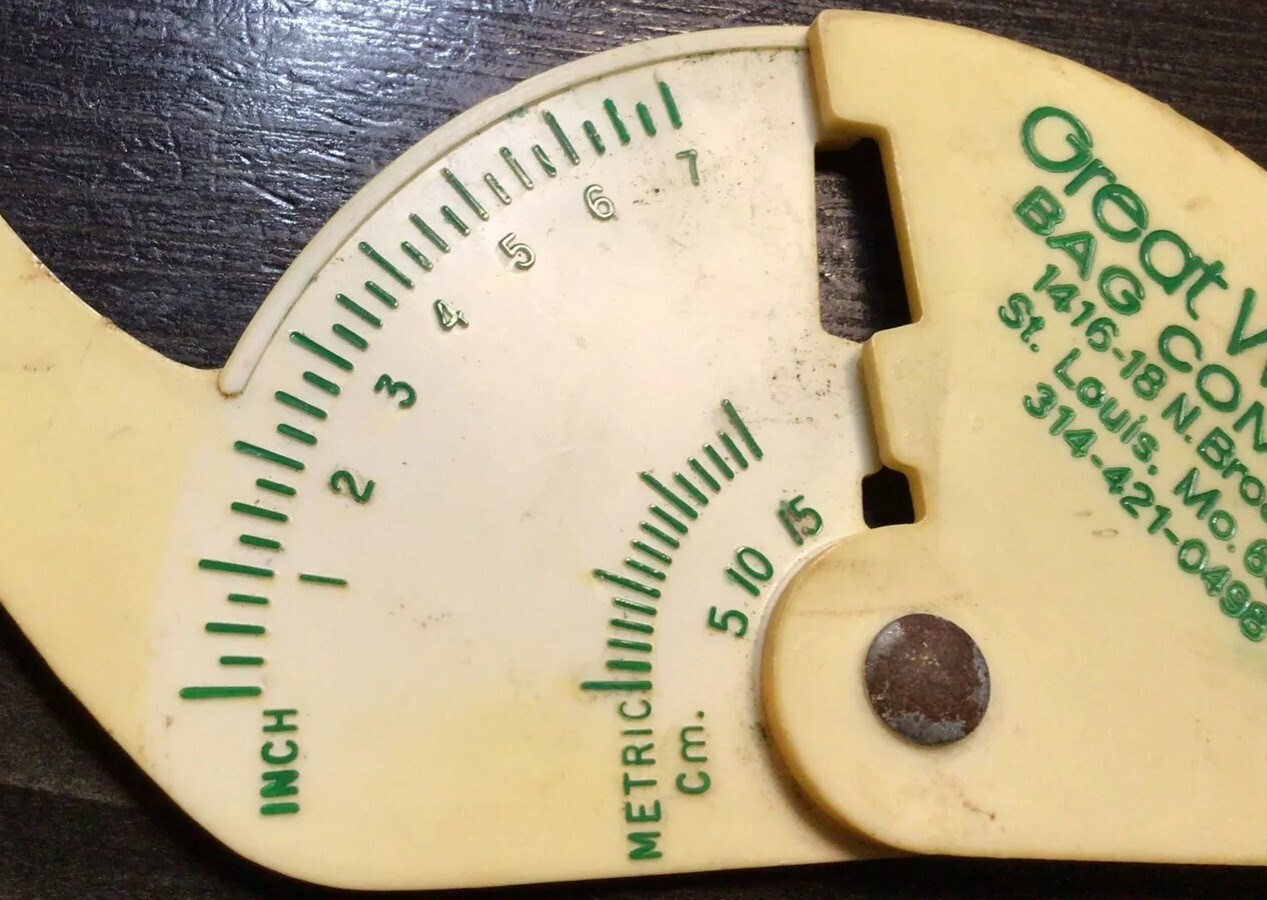 7
6
5
4
3
2
1
INCH
15
10
5
METRIC
Cm.
Great
BAG
1416-18 N.
St. Louis, Mo.
314-421-0498